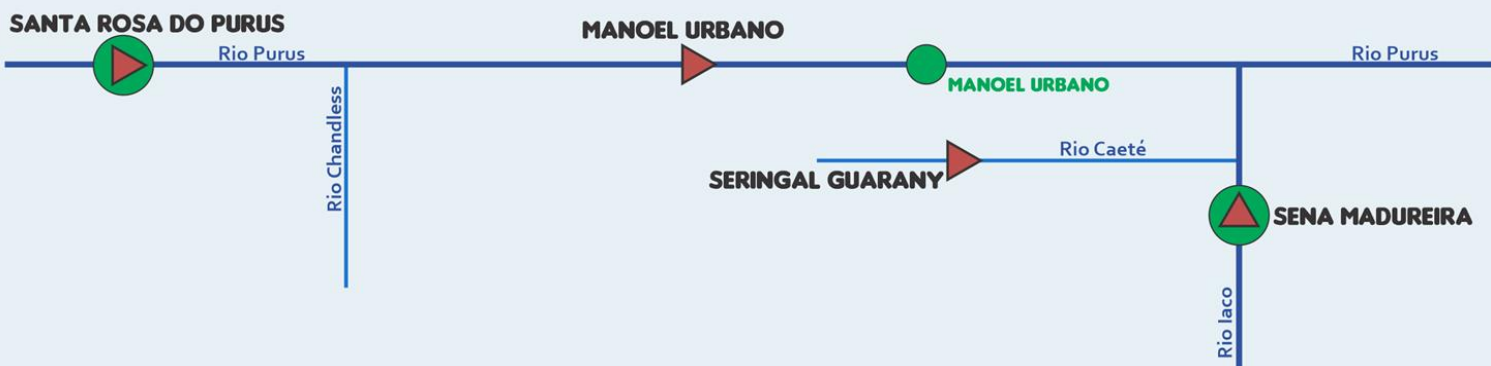 SANTA ROSA DO PURUS
MANOEL URBANO
Rio Purus
Rio Purus
MANOEL URBANO
Rio Chandless
Rio Caeté
SERINGAL GUARANY
SENA MADUREIRA
Rio Iaco